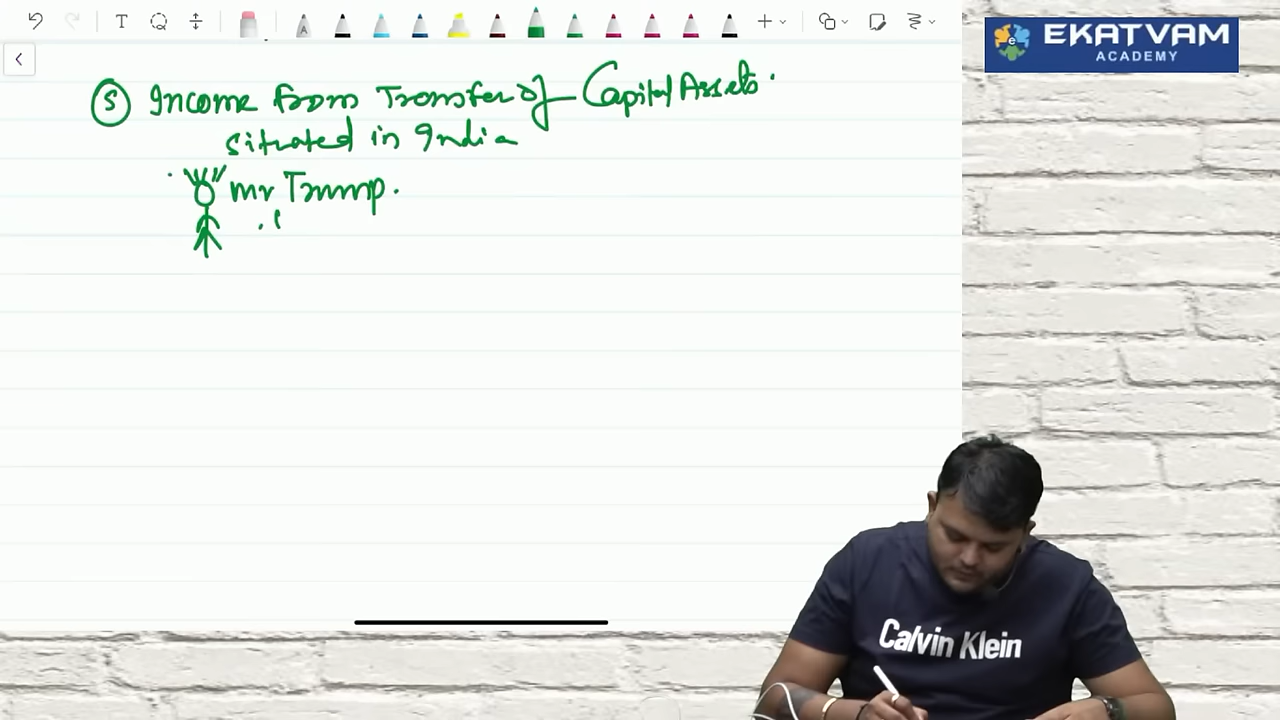 T
A
EKATVAM
ACADEMY
⑤ Income from Transfer of Capital Assets.
situated in India
mr Trump.
Calvin Klein